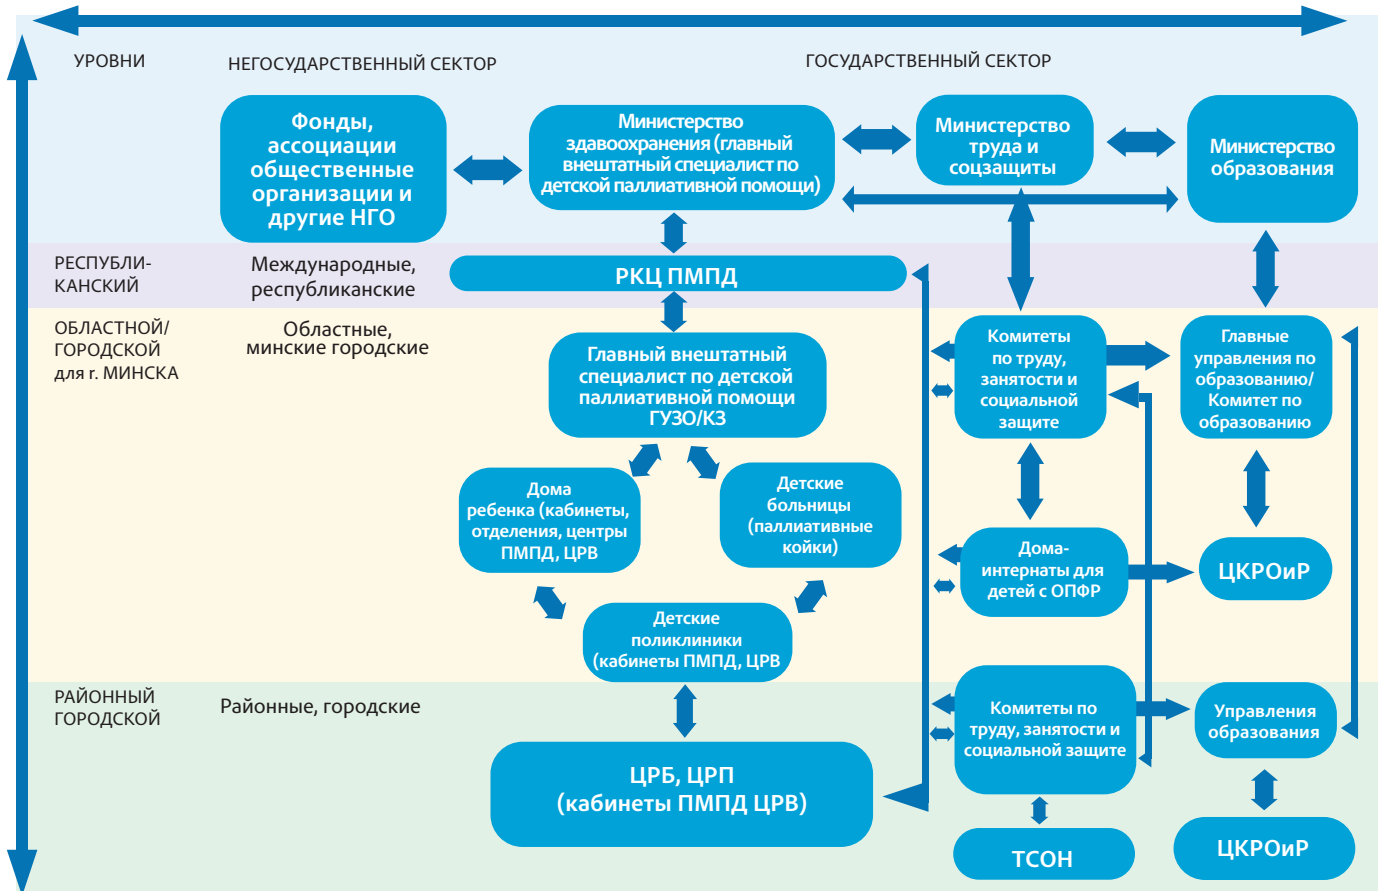 УРОВНИ
НЕГОСУДАРСТВЕННЫЙ СЕКТОР
ГОСУДАРСТВЕННЫЙ СЕКТОР
Фонды,
ассоциации
общественные
организации и
другие НГО
Министерство
здавоохранения (главный
внештатный специалист по
детской паллиативной помощи)
Министерство
труда и
соцзащиты
Министерство
образования
РЕСПУБЛИ-
КАНСКИЙ
Международные,
республиканские
РКЦ ПМПД
ОБЛАСТНОЙ/
ГОРОДСКОЙ
для г. МИНСКА
Областные,
минские городские
Главный внештатный
специалист по детской
паллиативной помощи
ГУЗО/КЗ
Комитеты
по труду,
занятости и
социальной
защите
Главные
управления по
образованию/
Комитет по
образованию
Дома
ребенка (кабинеты,
отделения, центры
ПМПД, ЦРВ
Детские
больницы
(паллиативные
койки)
Дома-
интернаты для
детей с ОПФР
ЦКРОиР
Детские
поликлиники
(кабинеты ПМПД, ЦРВ
РАЙОННЫЙ
ГОРОДСКОЙ
Районные, городские
Комитеты по
труду, занятости и
социальной защите
Управления
образования
ЦРБ, ЦРП
(кабинеты ПМПД ЦРВ)
ТСОН
ЦКРОиР